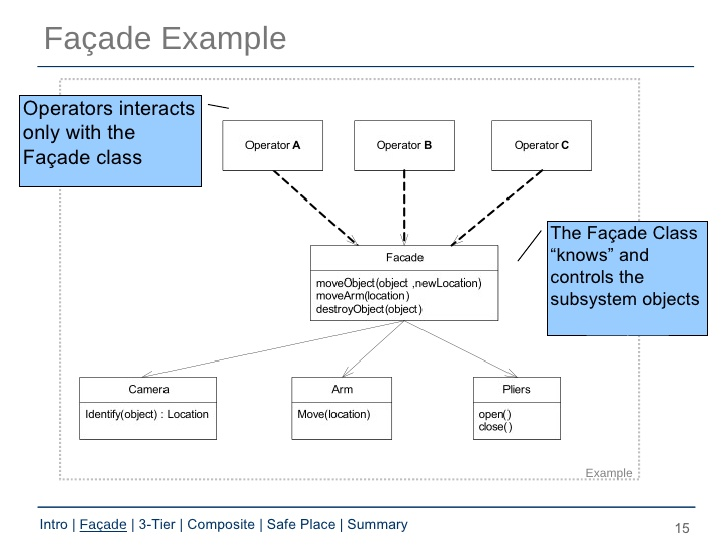 Façade Example
Operators interacts
only with the
Façade class
Operator A
Operator B
Operator C
The Façade Class
“knows” and
controls the
subsystem objects
Facade
moveObject(object ,newLocation)
moveArm(location)
destroyObject(object)
Camera
Identify(object) : Location
Arm
Move(location)
Pliers
open()
close()
Example
Intro | Façade | 3-Tier | Composite | Safe Place | Summary
15